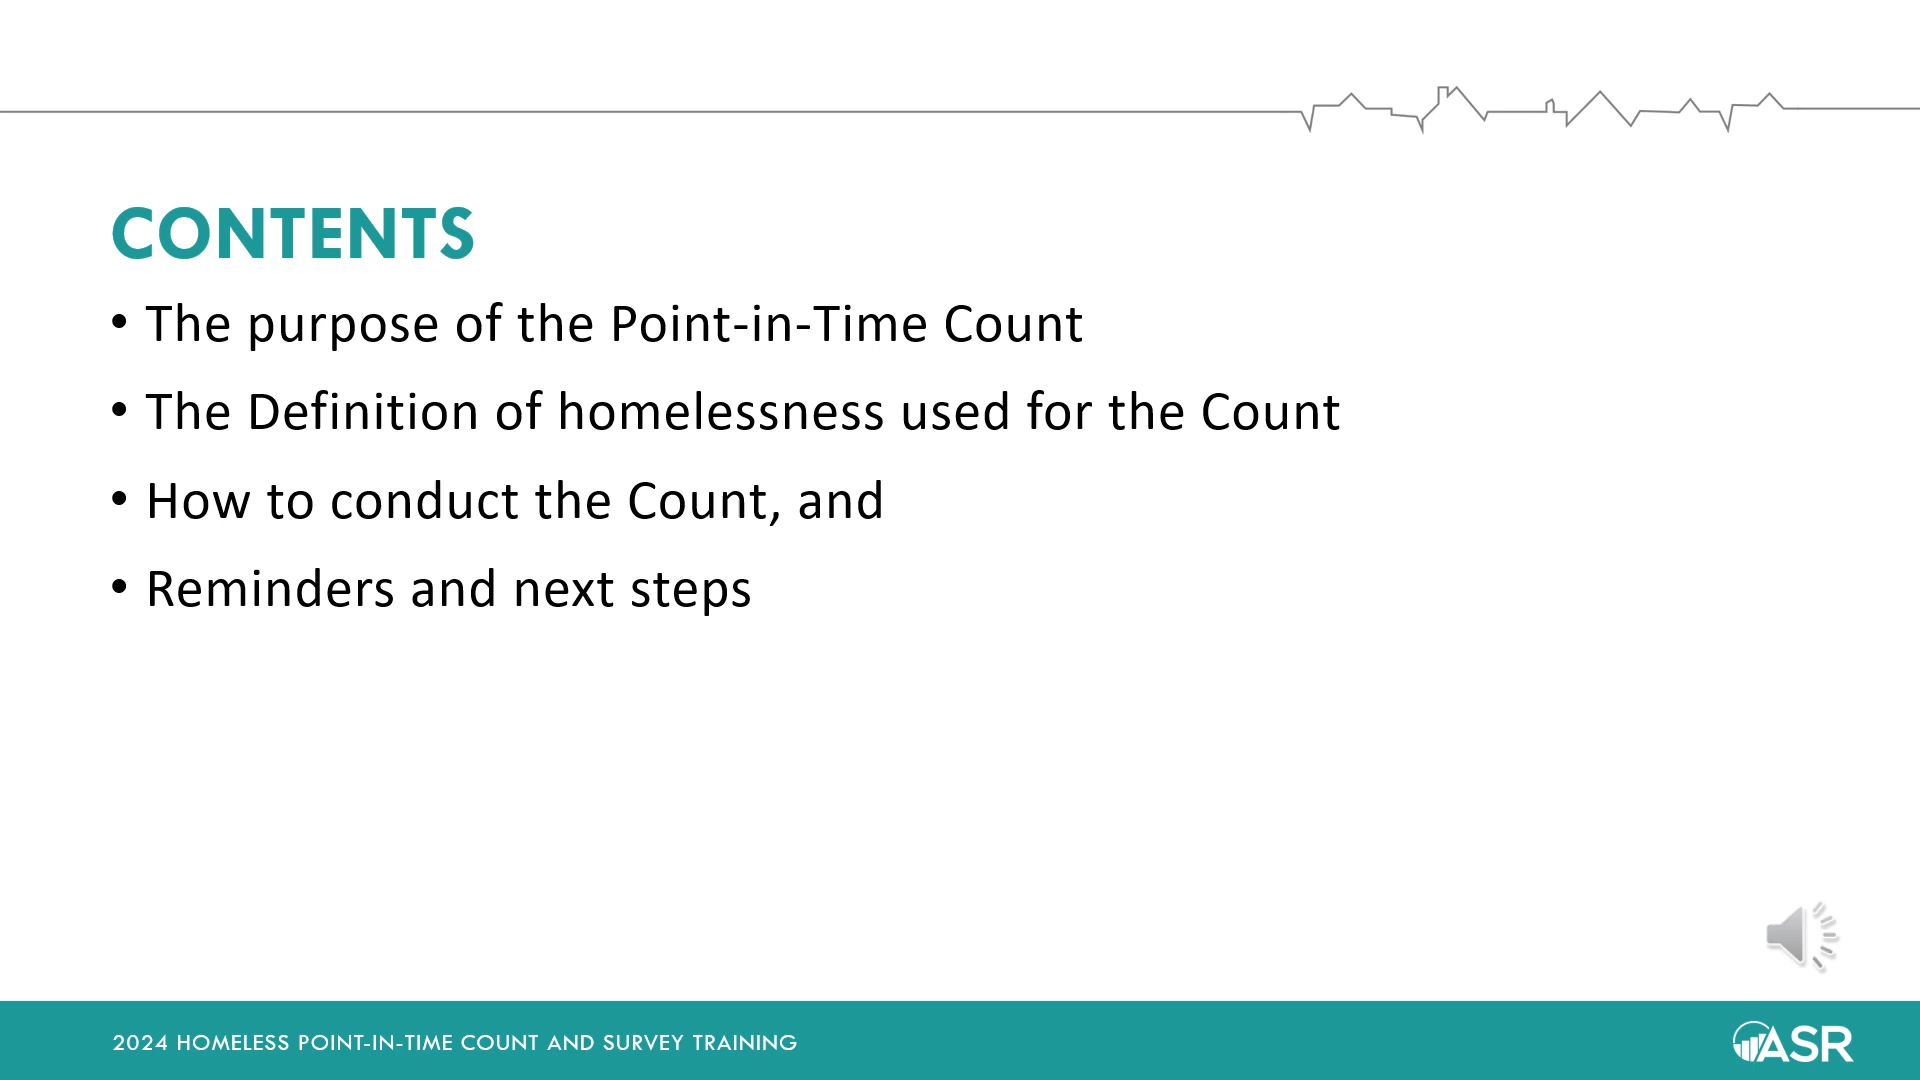 CONTENTS
• The purpose of the Point-in-Time Count
• The Definition of homelessness used for the Count
• How to conduct the Count, and
• Reminders and next steps
2024 HOMELESS POINT-IN-TIME COUNT AND SURVEY TRAINING
ASR